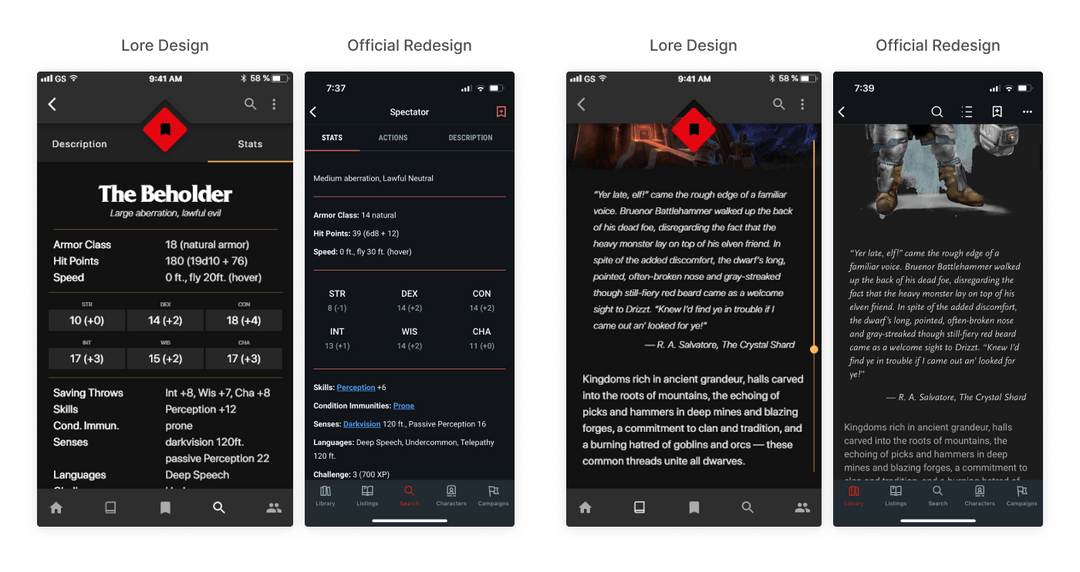 Lore Design
GS 9:41 AM 58 %
Description Stats
The Beholder
Large aberration, lawful evil
Armor Class 18 (natural armor)
Hit Points 180 (19d10 + 76)
Speed 0 ft., fly 20ft. (hover)
STR DEX CON
10 (+0) 14 (+2) 18 (+4)
INT WIS CHA
17 (+3) 15 (+2) 17 (+3)
Saving Throws Int +8, Wis +7, Cha +8
Skills Perception +12
Cond. Immun. prone
Senses darkvision 120ft.
passive Perception 22
Languages Deep Speech
Official Redesign
7:37
Spectator
STATS ACTIONS DESCRIPTION
Medium aberration, Lawful Neutral
Armor Class: 14 natural
Hit Points: 39 (6d8 + 12)
Speed: 0 ft., fly 30 ft. (hover)
STR DEX CON
8 (-1) 14 (+2) 14 (+2)
INT WIS CHA
13 (+1) 14 (+2) 11 (+0)
Skills: Perception +6
Condition Immunities: Prone
Senses: Darkvision 120 ft., Passive Perception 16
Languages: Deep Speech, Undercommon, Telepathy
120 ft.
Challenge: 3 (700 XP)
Library Listings Search Characters Campaigns
Lore Design
GS 9:41 AM 58 %
“Yer late, elf!” came the rough edge of a familiar
voice. Bruenor Battlehammer walked up the back
of his dead foe, disregarding the fact that the
heavy monster lay on top of his elven friend. In
spite of the added discomfort, the dwarf’s long,
pointed, often-broken nose and gray-streaked
though still-fiery red beard came as a welcome
sight to Drizzt. “Knew I’d find ye in trouble if I
came out an’ looked for ye!”
— R. A. Salvatore, The Crystal Shard
Kingdoms rich in ancient grandeur, halls carved
into the roots of mountains, the echoing of
picks and hammers in deep mines and blazing
forges, a commitment to clan and tradition, and
a burning hatred of goblins and orcs — these
common threads unite all dwarves.
Official Redesign
7:39
“Yer late, elf!” came the rough edge of a
familiar voice. Bruenor Battlehammer walked
up the back of his dead foe, disregarding the
fact that the heavy monster lay on top of his
elven friend. In spite of the added discomfort,
the dwarf’s long, pointed, often-broken nose
and gray-streaked though still-fiery red beard
came as a welcome sight to Drizzt. “Knew I’d
find ye in trouble if I came out an’ looked for
ye!”
— R. A. Salvatore, The Crystal Shard
Kingdoms rich in ancient grandeur, halls
carved into the roots of mountains, the
echoing of picks and hammers in deep
mines and blazing forges, a commitment to
clan and tradition, and a burning hatred of
Library Listings Search Characters Campaigns